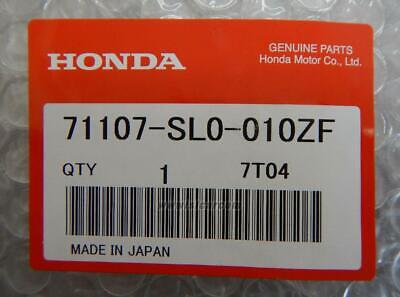 HONDA
GENUINE PARTS
Honda Motor Co., Ltd.
71107-SL0-010ZF
QTY 1 7T04
MADE IN JAPAN